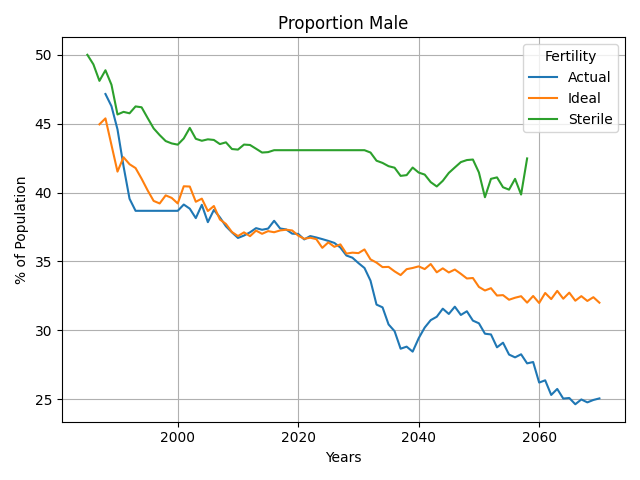 Proportion Male
Fertility
Actual
Ideal
Sterile
% of Population
50
45
40
35
30
25
2000 2020 2040 2060
Years